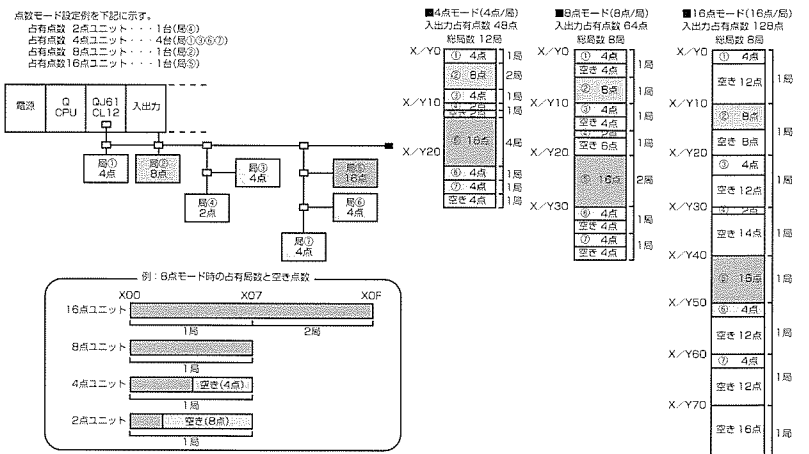 点数モード設定例を下記に示す。
占有点数 2点ユニット・・・1台(局④)
占有点数 4点ユニット・・・4台(局①③⑥⑦)
占有点数 8点ユニット・・・1台(局②)
占有点数16点ユニット・・・1台(局⑤)
電源
Q
CPU
QJ61
CL12
入出力
局①
4点
局②
8点
局③
4点
局④
2点
16点
局⑥
4点
局⑦
4点
例：8点モード時の占有局数と空き点数
X00 X07 X0F
16点ユニット
1局 2局
8点ユニット
1局
4点ユニット 空き(4点)
1局
2点ユニット 空き(8点)
1局
■4点モード(4点/局)
入出力占有点数 48点
総局数 12局
X/Y0
① 4点 1局
② 8点 2局
③ 4点 1局
X/Y10
④ 2点 1局
空き 2点
⑤ 16点 4局
X/Y20
⑥ 4点 1局
⑦ 4点 1局
空き 4点 1局
■8点モード(8点/局)
入出力占有点数 64点
総局数 8局
X/Y0
① 4点 1局
空き 4点
② 8点 1局
X/Y10
③ 4点 1局
空き 4点
④ 2点 1局
空き 6点
X/Y20
⑤ 16点 2局
X/Y30
⑥ 4点 1局
空き 4点
⑦ 4点 1局
空き 4点
■16点モード(16点/局)
入出力占有点数 128点
総局数 8局
X/Y0
① 4点 1局
空き 12点
X/Y10
② 8点 1局
空き 8点
X/Y20
③ 4点 1局
空き 12点
X/Y30
④ 2点 1局
空き 14点
X/Y40
⑤ 16点 1局
X/Y50
⑥ 4点 1局
空き 12点
X/Y60
⑦ 4点 1局
空き 12点
X/Y70
空き 16点 1局